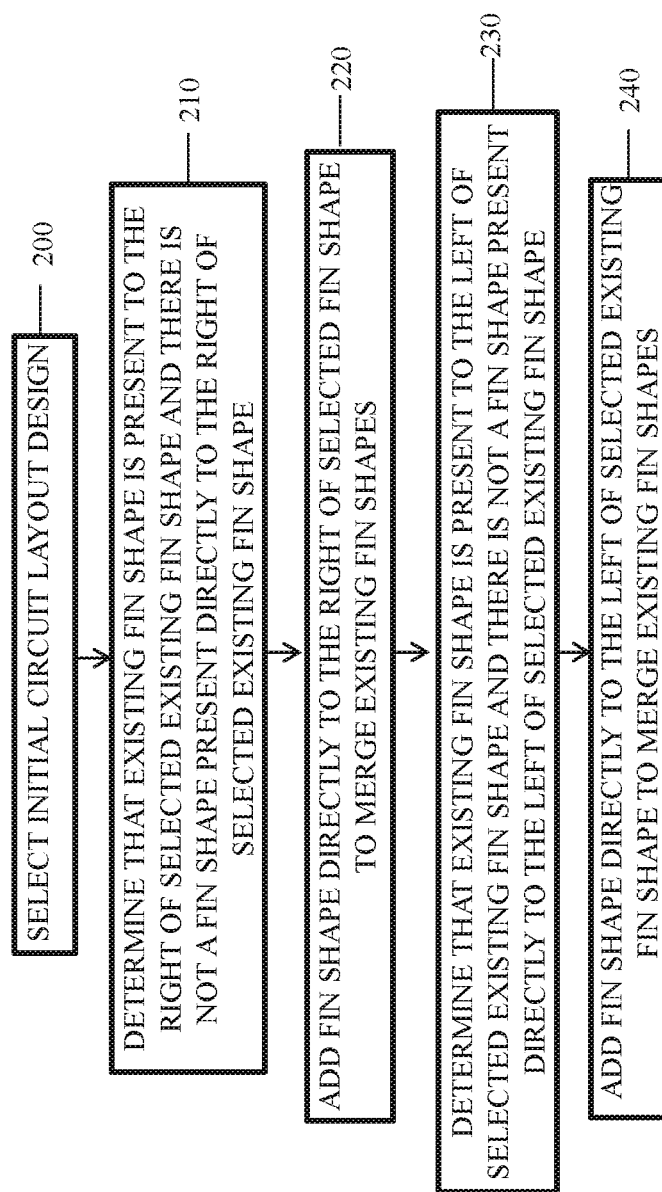 SELECT INITIAL CIRCUIT LAYOUT DESIGN
200
DETERMINE THAT EXISTING FIN SHAPE IS PRESENT TO THE
RIGHT OF SELECTED EXISTING FIN SHAPE AND THERE IS
NOT A FIN SHAPE PRESENT DIRECTLY TO THE RIGHT OF
SELECTED EXISTING FIN SHAPE
210
ADD FIN SHAPE DIRECTLY TO THE RIGHT OF SELECTED FIN SHAPE
TO MERGE EXISTING FIN SHAPES
220
DETERMINE THAT EXISTING FIN SHAPE IS PRESENT TO THE LEFT OF
SELECTED EXISTING FIN SHAPE AND THERE IS NOT A FIN SHAPE PRESENT
DIRECTLY TO THE LEFT OF SELECTED EXISTING FIN SHAPE
230
ADD FIN SHAPE DIRECTLY TO THE LEFT OF SELECTED EXISTING
FIN SHAPE TO MERGE EXISTING FIN SHAPES
240